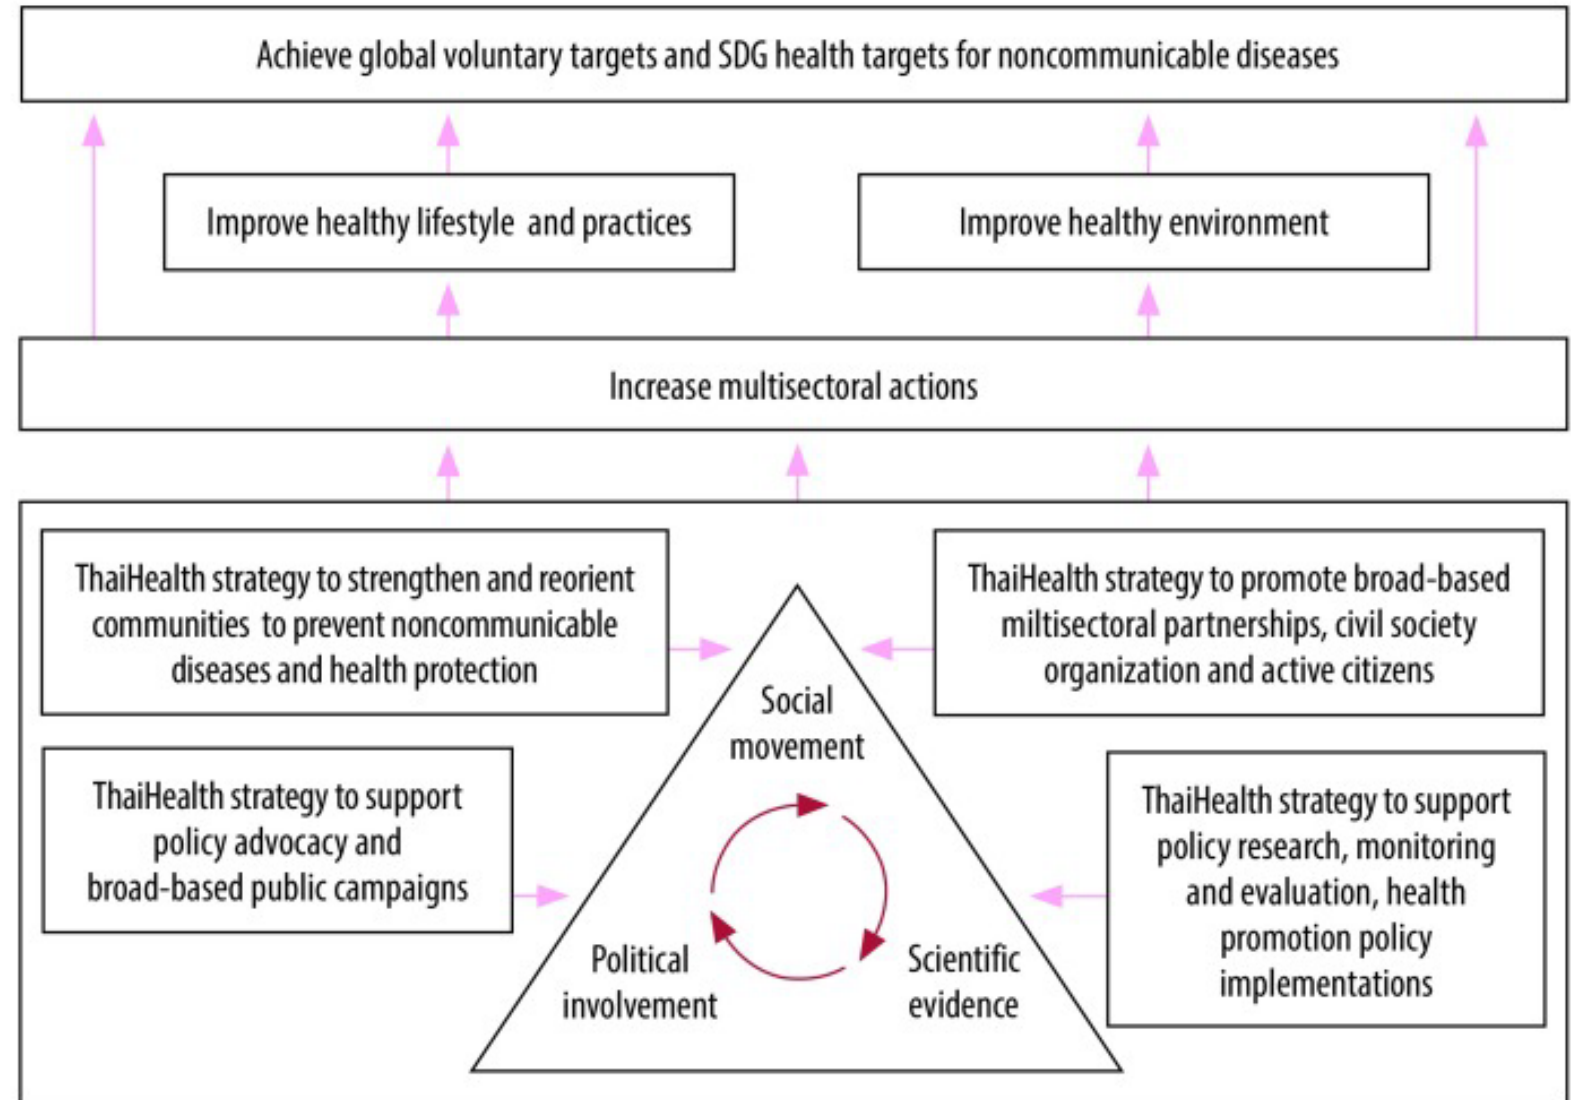 Achieve global voluntary targets and SDG health targets for noncommunicable diseases
Improve healthy lifestyle and practices
Improve healthy environment
Increase multisectoral actions
ThaiHealth strategy to strengthen and reorient
communities to prevent noncommunicable
diseases and health protection
ThaiHealth strategy to promote broad-based
miltisectoral partnerships, civil society
organization and active citizens
Social
movement
ThaiHealth strategy to support
policy advocacy and
broad-based public campaigns
ThaiHealth strategy to support
policy research, monitoring
and evaluation, health
promotion policy
implementations
Political
involvement
Scientific
evidence